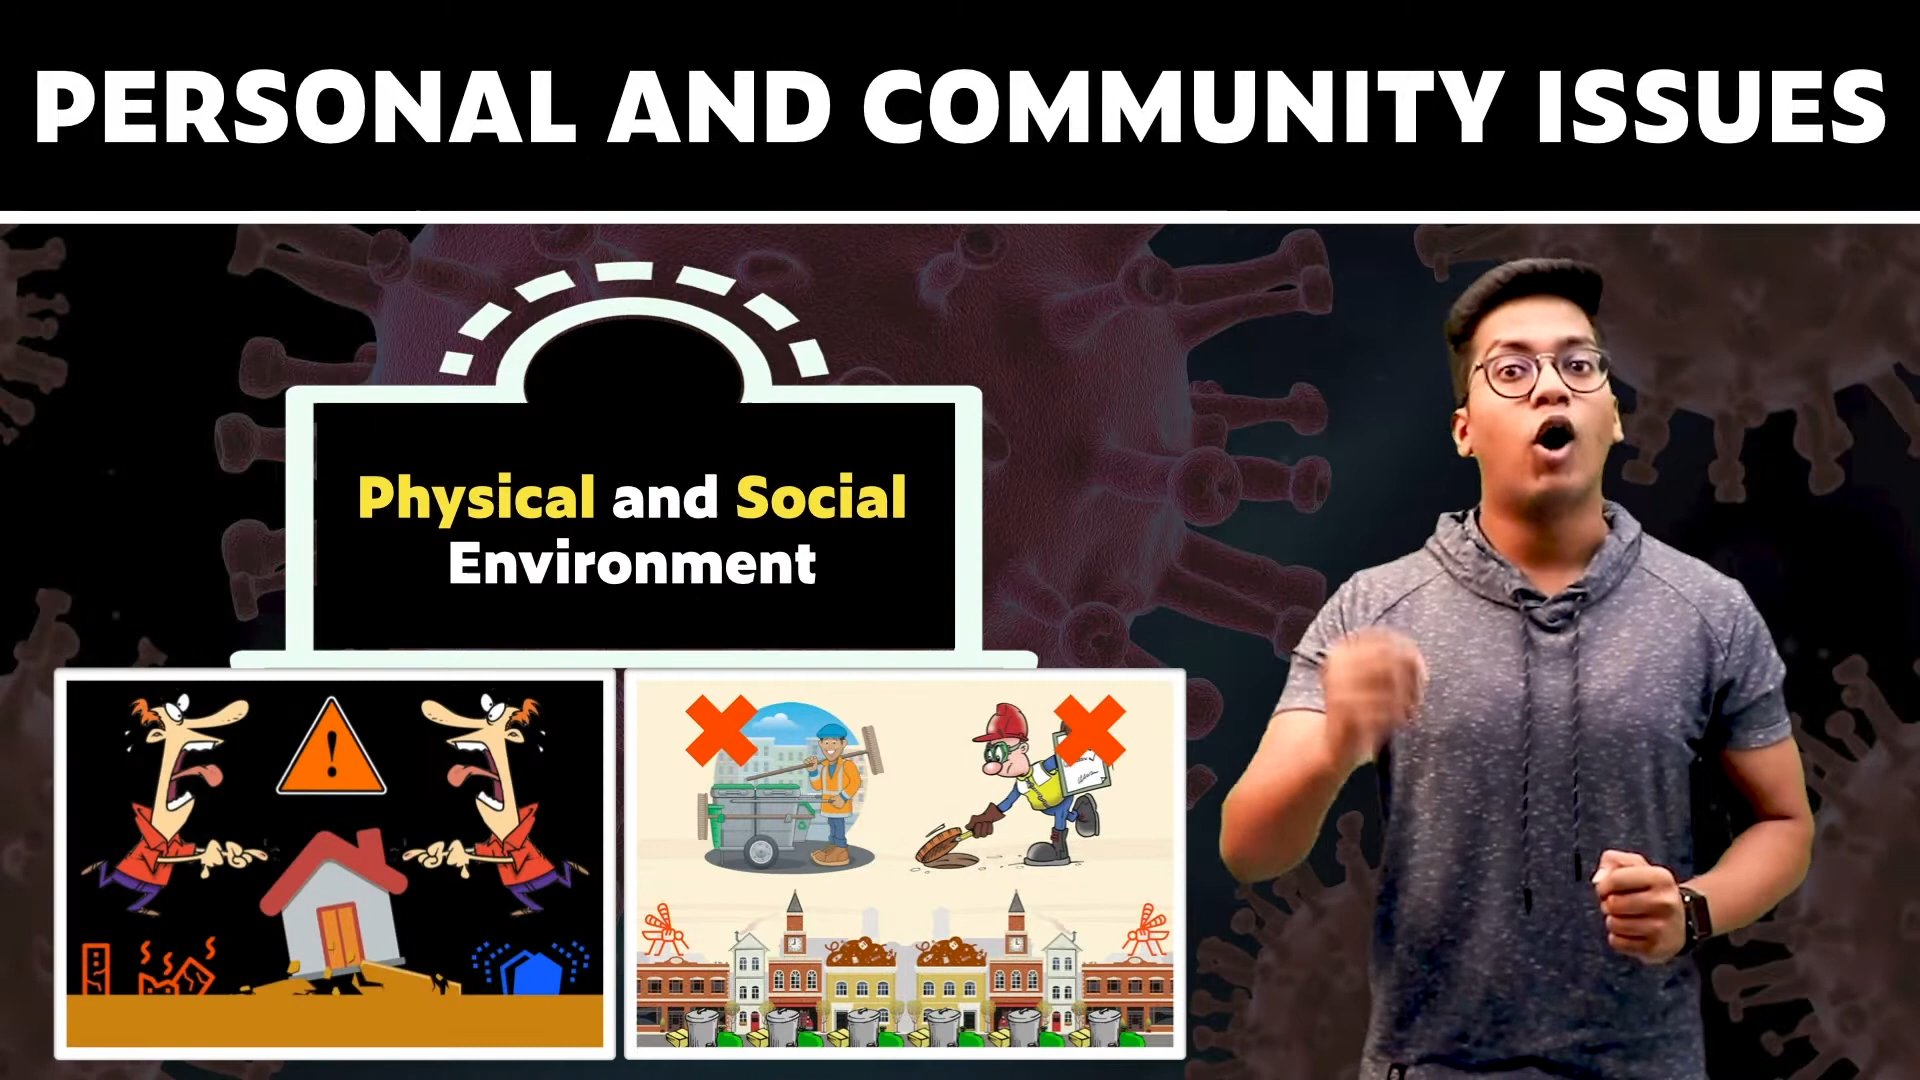 PERSONAL AND COMMUNITY ISSUES
Physical and Social
Environment